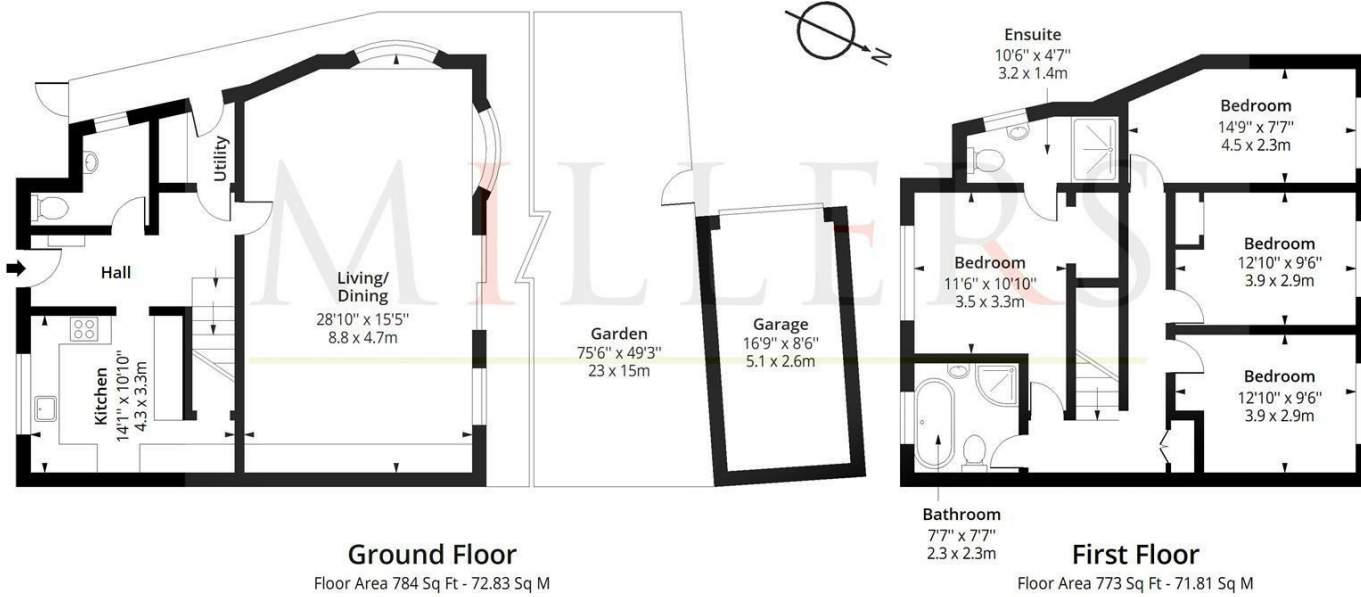 MILLERS
N
Utility
Hall
Living/
Dining
28'10" x 15'5"
8.8 x 4.7m
Kitchen
14'1" x 10'10"
4.3 x 3.3m
Garden
75'6" x 49'3"
23 x 15m
Garage
16'9" x 8'6"
5.1 x 2.6m
Ground Floor
Floor Area 784 Sq Ft - 72.83 Sq M
Ensuite
10'6" x 4'7"
3.2 x 1.4m
Bedroom
14'9" x 7'7"
4.5 x 2.3m
Bedroom
11'6" x 10'10"
3.5 x 3.3m
Bedroom
12'10" x 9'6"
3.9 x 2.9m
Bedroom
12'10" x 9'6"
3.9 x 2.9m
Bathroom
7'7" x 7'7"
2.3 x 2.3m
First Floor
Floor Area 773 Sq Ft - 71.81 Sq M